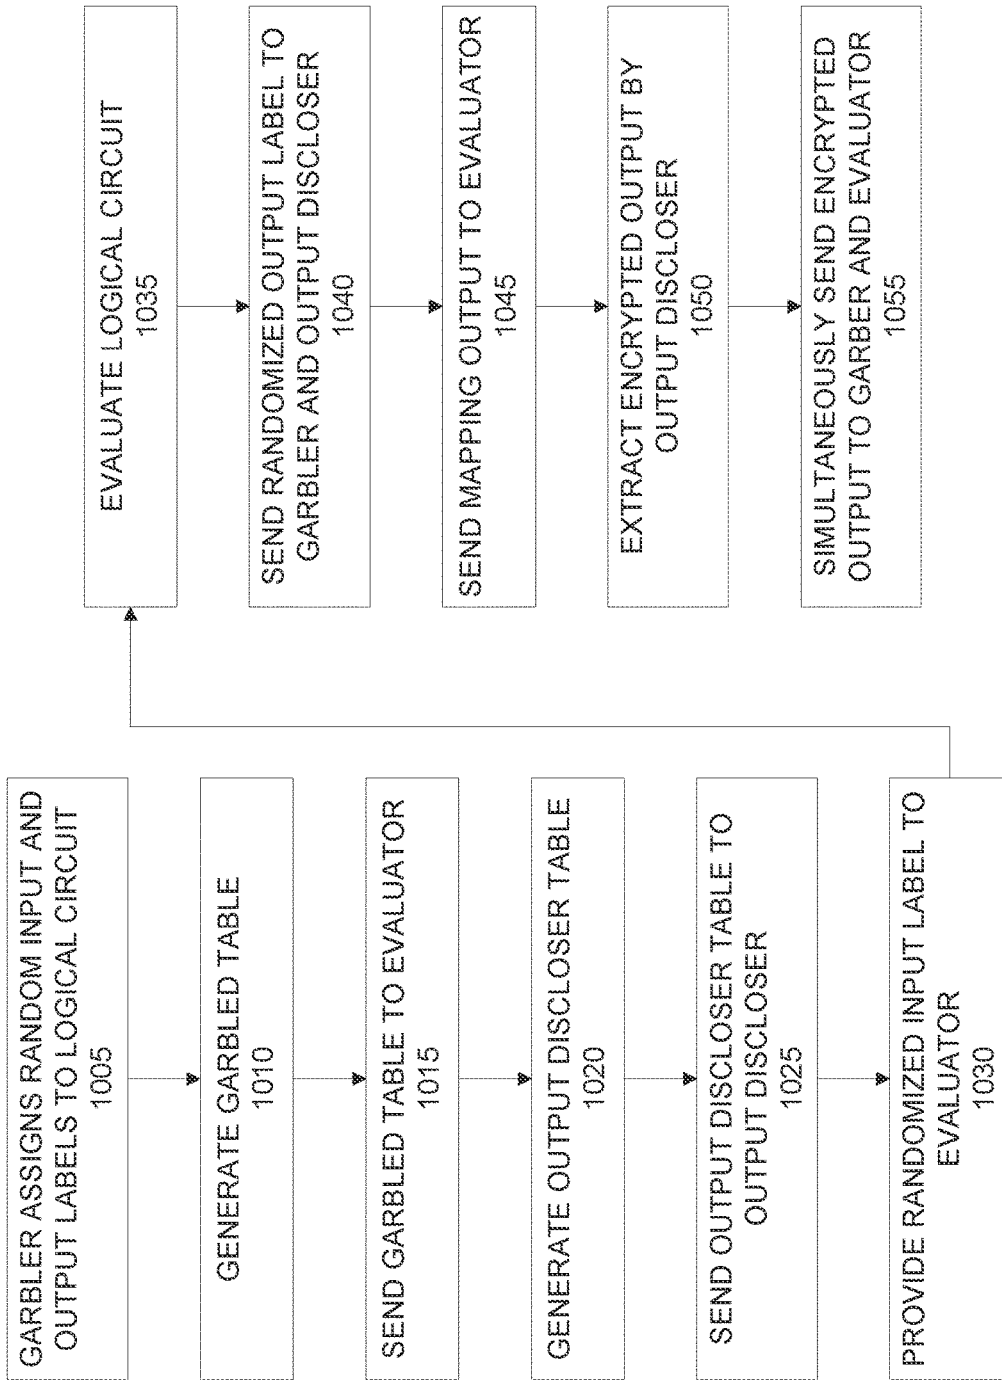 GARBLER ASSIGNS RANDOM INPUT AND
OUTPUT LABELS TO LOGICAL CIRCUIT
1005
GENERATE GARBLED TABLE
1010
SEND GARBLED TABLE TO EVALUATOR
1015
GENERATE OUTPUT DISCLOSER TABLE
1020
SEND OUTPUT DISCLOSER TABLE TO
OUTPUT DISCLOSER
1025
PROVIDE RANDOMIZED INPUT LABEL TO
EVALUATOR
1030
EVALUATE LOGICAL CIRCUIT
1035
SEND RANDOMIZED OUTPUT LABEL TO
GARBLER AND OUTPUT DISCLOSER
1040
SEND MAPPING OUTPUT TO EVALUATOR
1045
EXTRACT ENCRYPTED OUTPUT BY
OUTPUT DISCLOSER
1050
SIMULTANEOUSLY SEND ENCRYPTED
OUTPUT TO GARBER AND EVALUATOR
1055